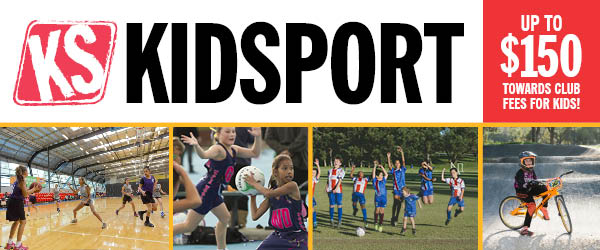 KS
KIDSPORT
UP TO
$150
TOWARDS CLUB
FEES FOR KIDS!